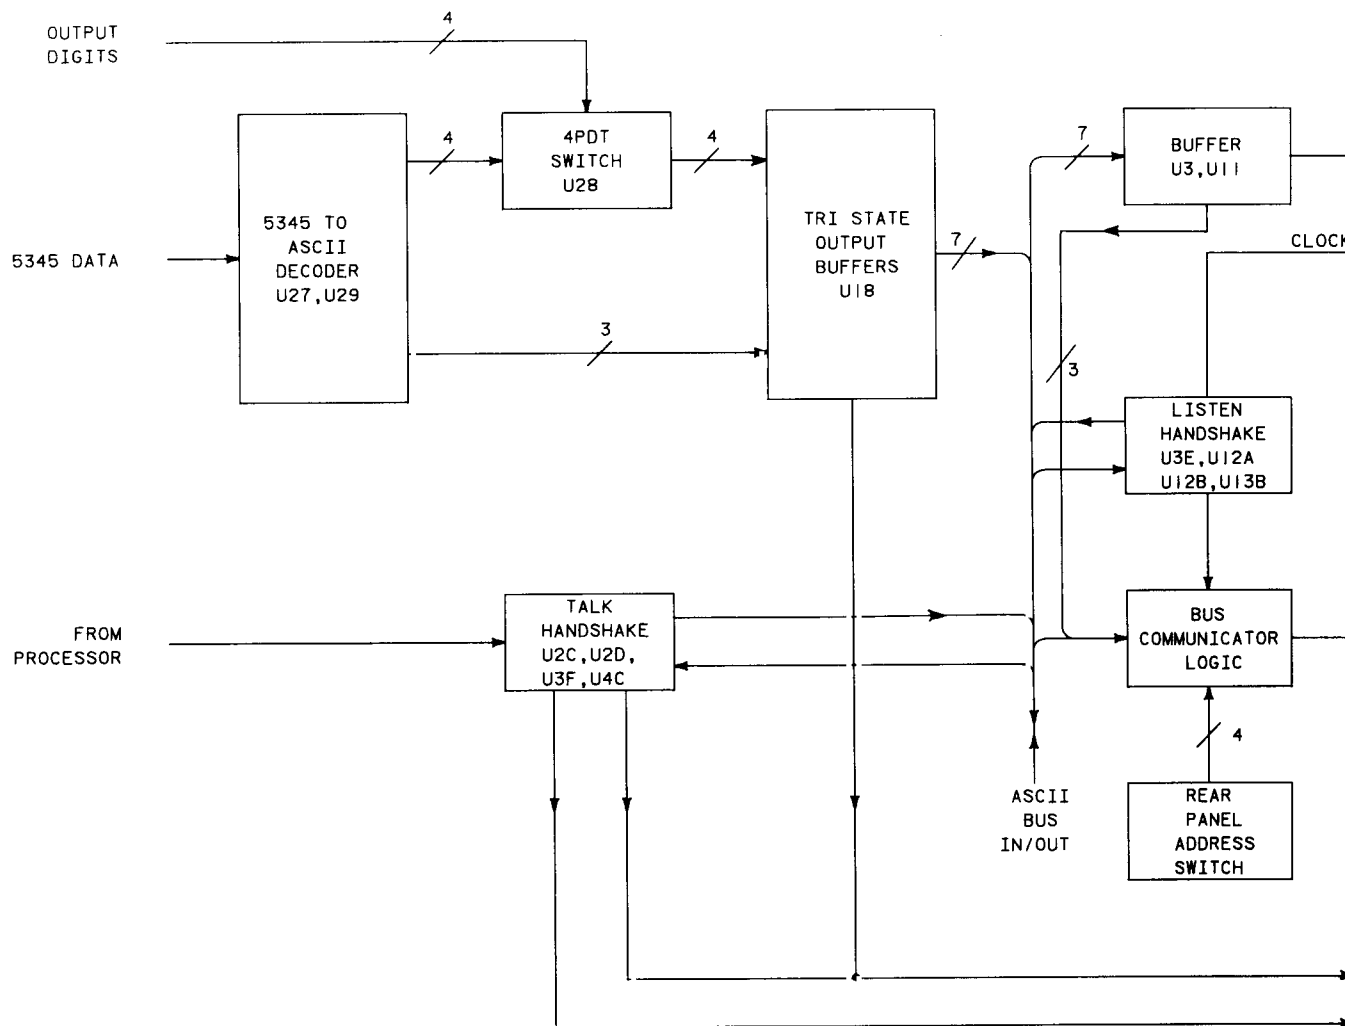 OUTPUT
DIGITS
4
4PDT
SWITCH
U28
4
4
5345 TO
ASCII
DECODER
U27,U29
5345 DATA
3
TRI STATE
OUTPUT
BUFFERS
U18
7
7
BUFFER
U3,U11
CLOCK
3
LISTEN
HANDSHAKE
U3E,U12A
U12B,U13B
FROM
PROCESSOR
TALK
HANDSHAKE
U2C,U2D,
U3F,U4C
BUS
COMMUNICATOR
LOGIC
4
ASCII
BUS
IN/OUT
REAR
PANEL
ADDRESS
SWITCH